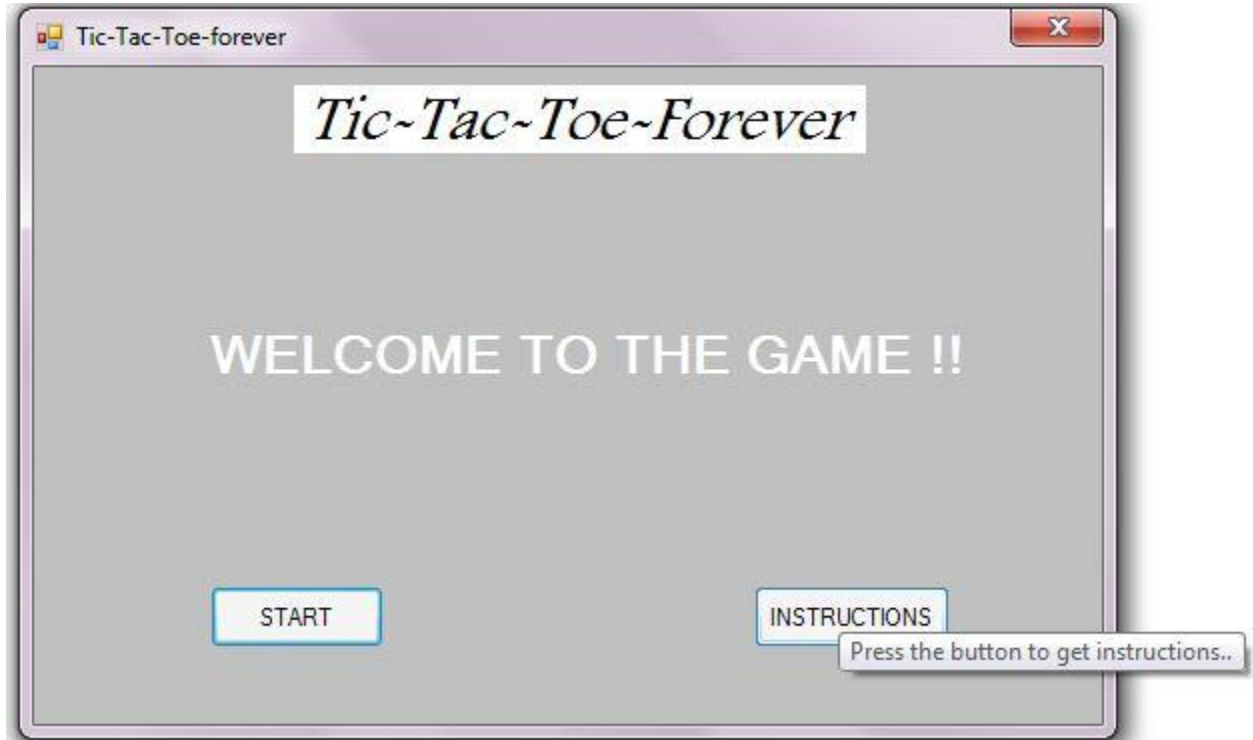 Tic-Tac-Toe-forever
Tic-Tac-Toe-Forever
WELCOME TO THE GAME !!
START
INSTRUCTIONS
Press the button to get instructions..